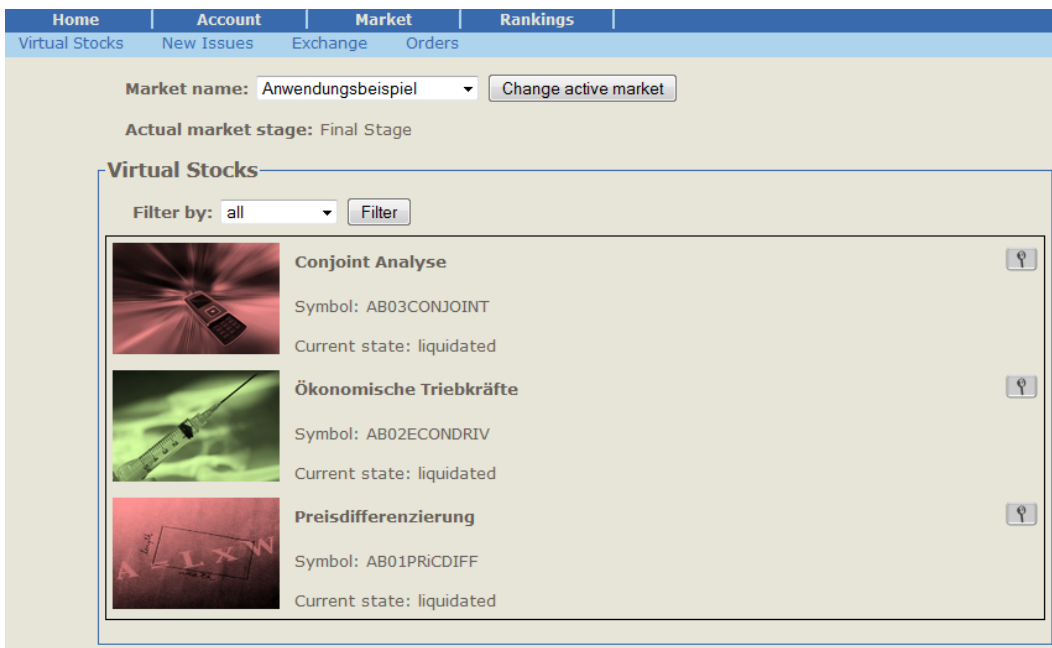 Home Account Market Rankings
Virtual Stocks New Issues Exchange Orders
Market name: Anwendungsbeispiel Change active market
Actual market stage: Final Stage
Virtual Stocks
Filter by: all Filter
Conjoint Analyse
Symbol: AB03CONJOINT
Current state: liquidated
Ökonomische Triebkräfte
Symbol: AB02ECONDRIV
Current state: liquidated
Preisdifferenzierung
Symbol: AB01PRiCDIFF
Current state: liquidated
length
A = L X W